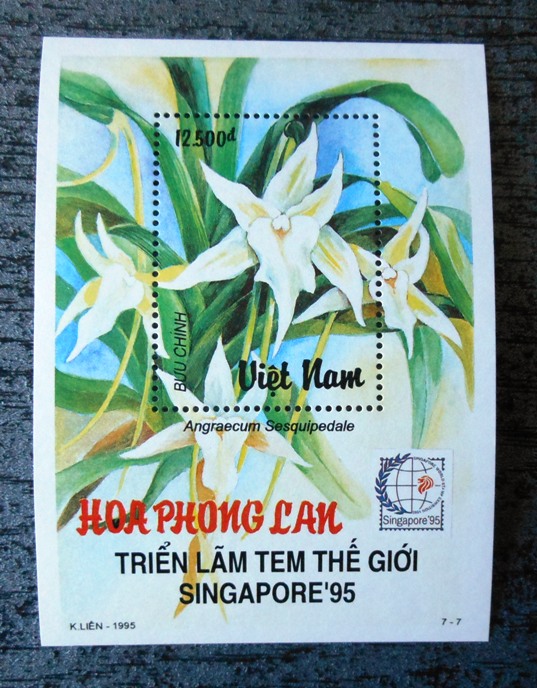 12.500đ
BƯU CHÍNH
Việt Nam
Angraecum Sesquipedale
HOA PHONG LAN
Singapore'95
TRIỂN LÃM TEM THẾ GIỚI
SINGAPORE'95
K.LIÊN - 1995
7 - 7